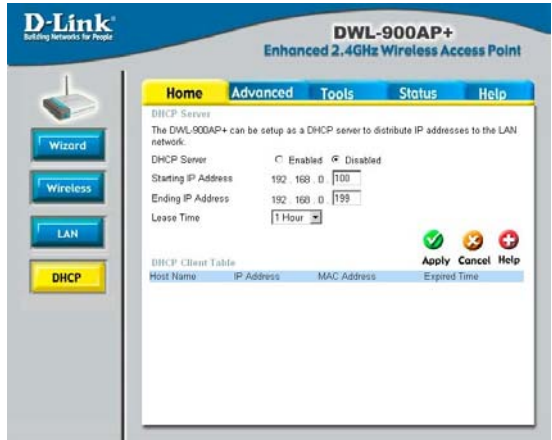 D-Link
Building Networks for People
DWL-900AP+
Enhanced 2.4GHz Wireless Access Point
Home Advanced Tools Status Help
Wizard
Wireless
LAN
DHCP
DHCP Server
The DWL-900AP+ can be setup as a DHCP server to distribute IP addresses to the LAN
network.
DHCP Server Enabled Disabled
Starting IP Address 192 . 168 . 0 . 100
Ending IP Address 192 . 168 . 0 . 199
Lease Time 1 Hour
Apply Cancel Help
DHCP Client Table
Host Name IP Address MAC Address Expired Time